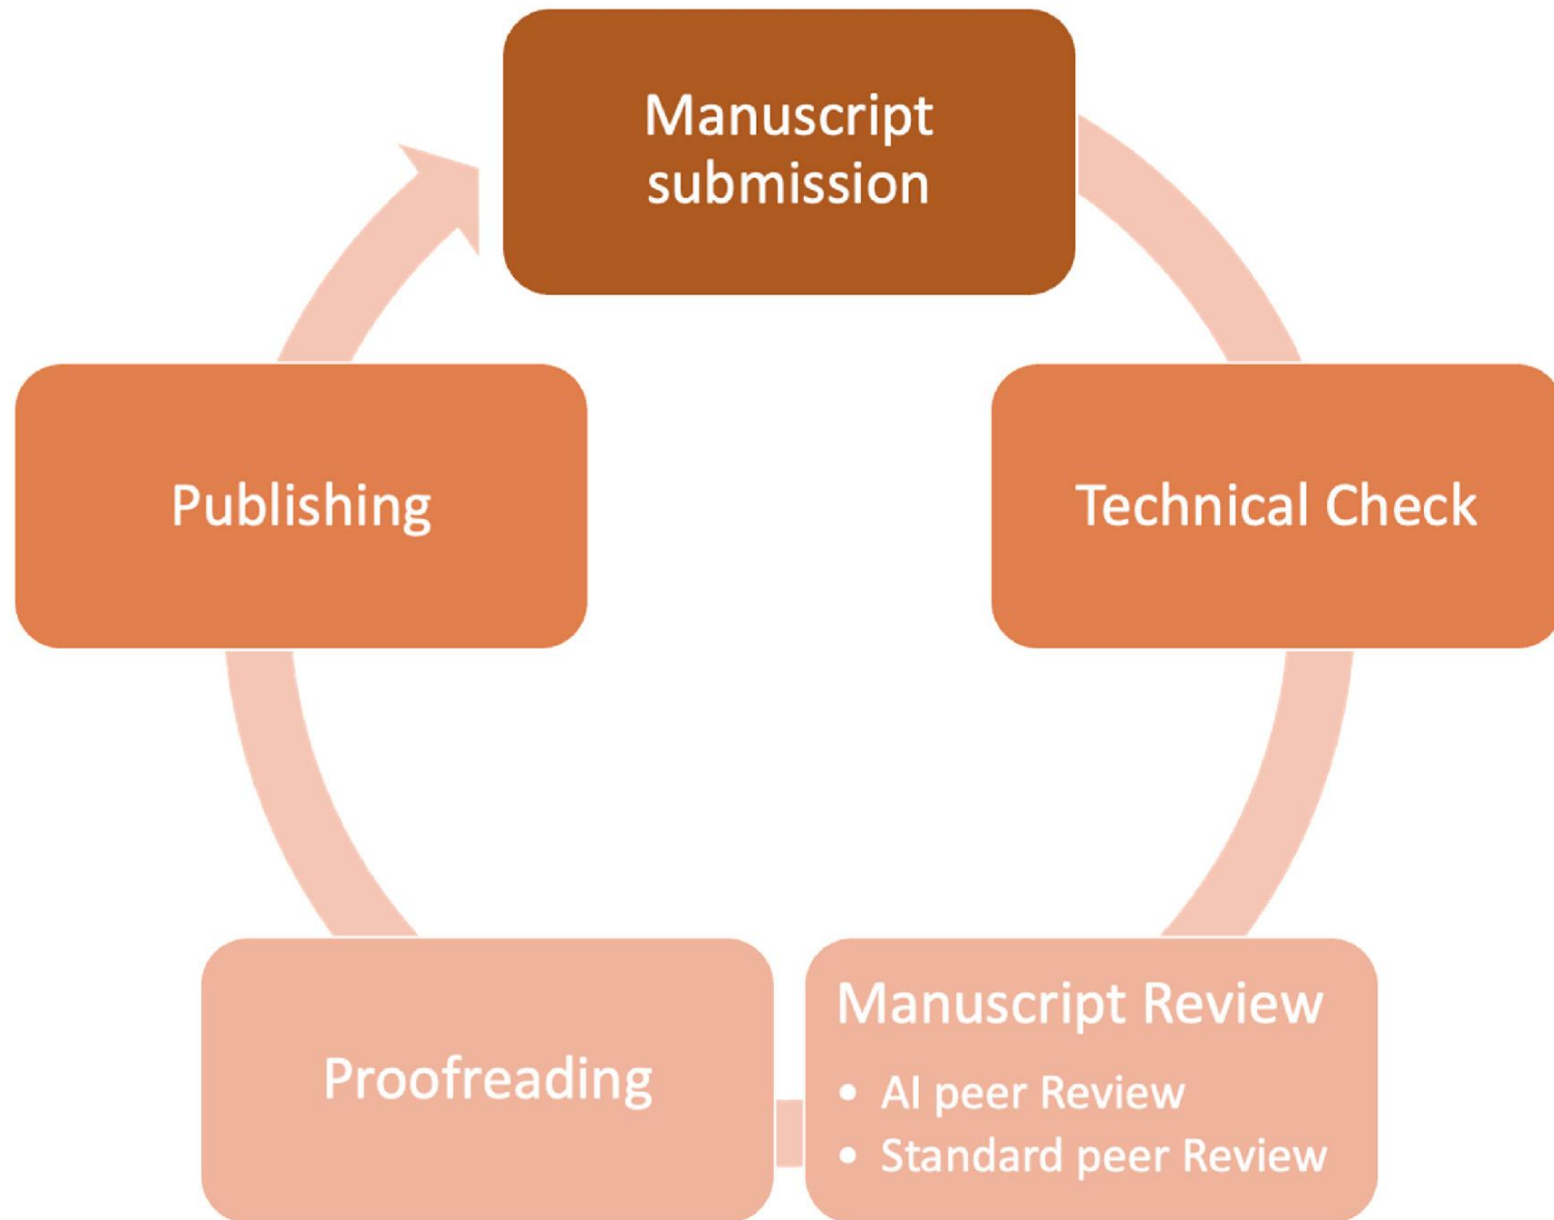 Manuscript
submission
Technical Check
Manuscript Review
• AI peer Review
• Standard peer Review
Proofreading
Publishing